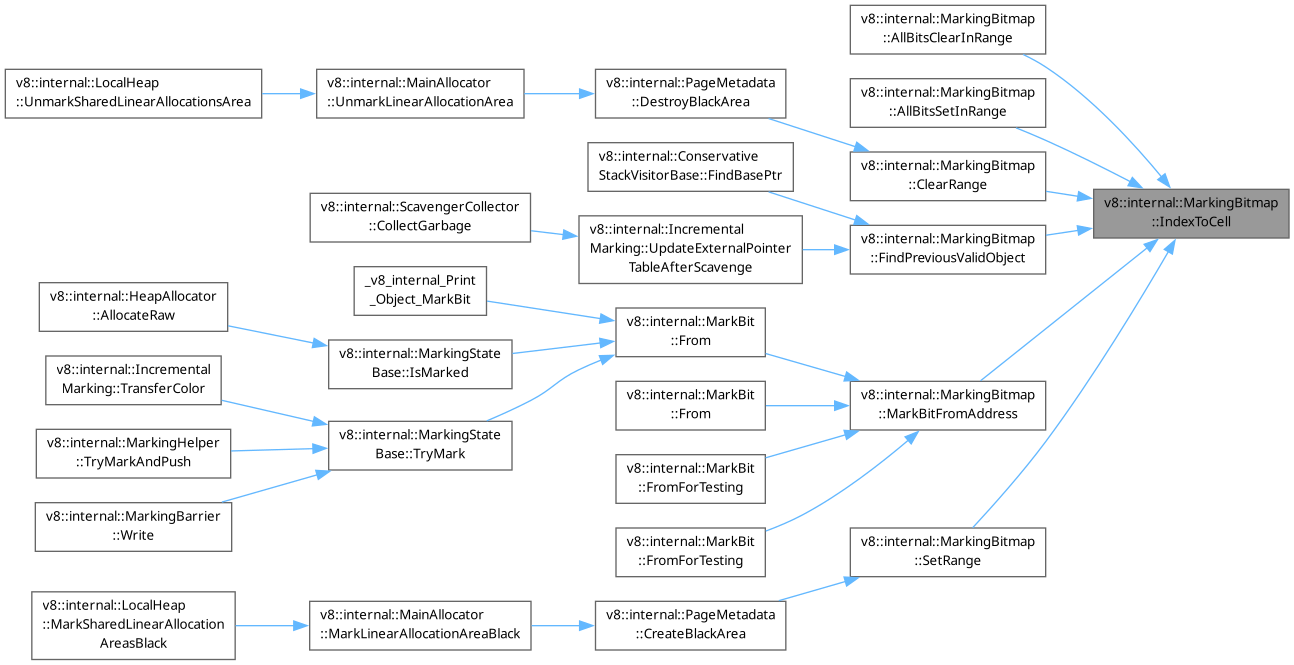 v8::internal::MarkingBitmap
::AllBitsClearInRange
v8::internal::LocalHeap
::UnmarkSharedLinearAllocationsArea
v8::internal::MainAllocator
::UnmarkLinearAllocationArea
v8::internal::PageMetadata
::DestroyBlackArea
v8::internal::MarkingBitmap
::AllBitsSetInRange
v8::internal::Conservative
StackVisitorBase::FindBasePtr
v8::internal::MarkingBitmap
::ClearRange
v8::internal::MarkingBitmap
::IndexToCell
v8::internal::ScavengerCollector
::CollectGarbage
v8::internal::Incremental
Marking::UpdateExternalPointer
TableAfterScavenge
v8::internal::MarkingBitmap
::FindPreviousValidObject
_v8_internal_Print
_Object_MarkBit
v8::internal::HeapAllocator
::AllocateRaw
v8::internal::MarkingState
Base::IsMarked
v8::internal::MarkBit
::From
v8::internal::Incremental
Marking::TransferColor
v8::internal::MarkBit
::From
v8::internal::MarkingBitmap
::MarkBitFromAddress
v8::internal::MarkingHelper
::TryMarkAndPush
v8::internal::MarkingState
Base::TryMark
v8::internal::MarkBit
::FromForTesting
v8::internal::MarkingBarrier
::Write
v8::internal::MarkBit
::FromForTesting
v8::internal::MarkingBitmap
::SetRange
v8::internal::LocalHeap
::MarkSharedLinearAllocation
AreasBlack
v8::internal::MainAllocator
::MarkLinearAllocationAreaBlack
v8::internal::PageMetadata
::CreateBlackArea